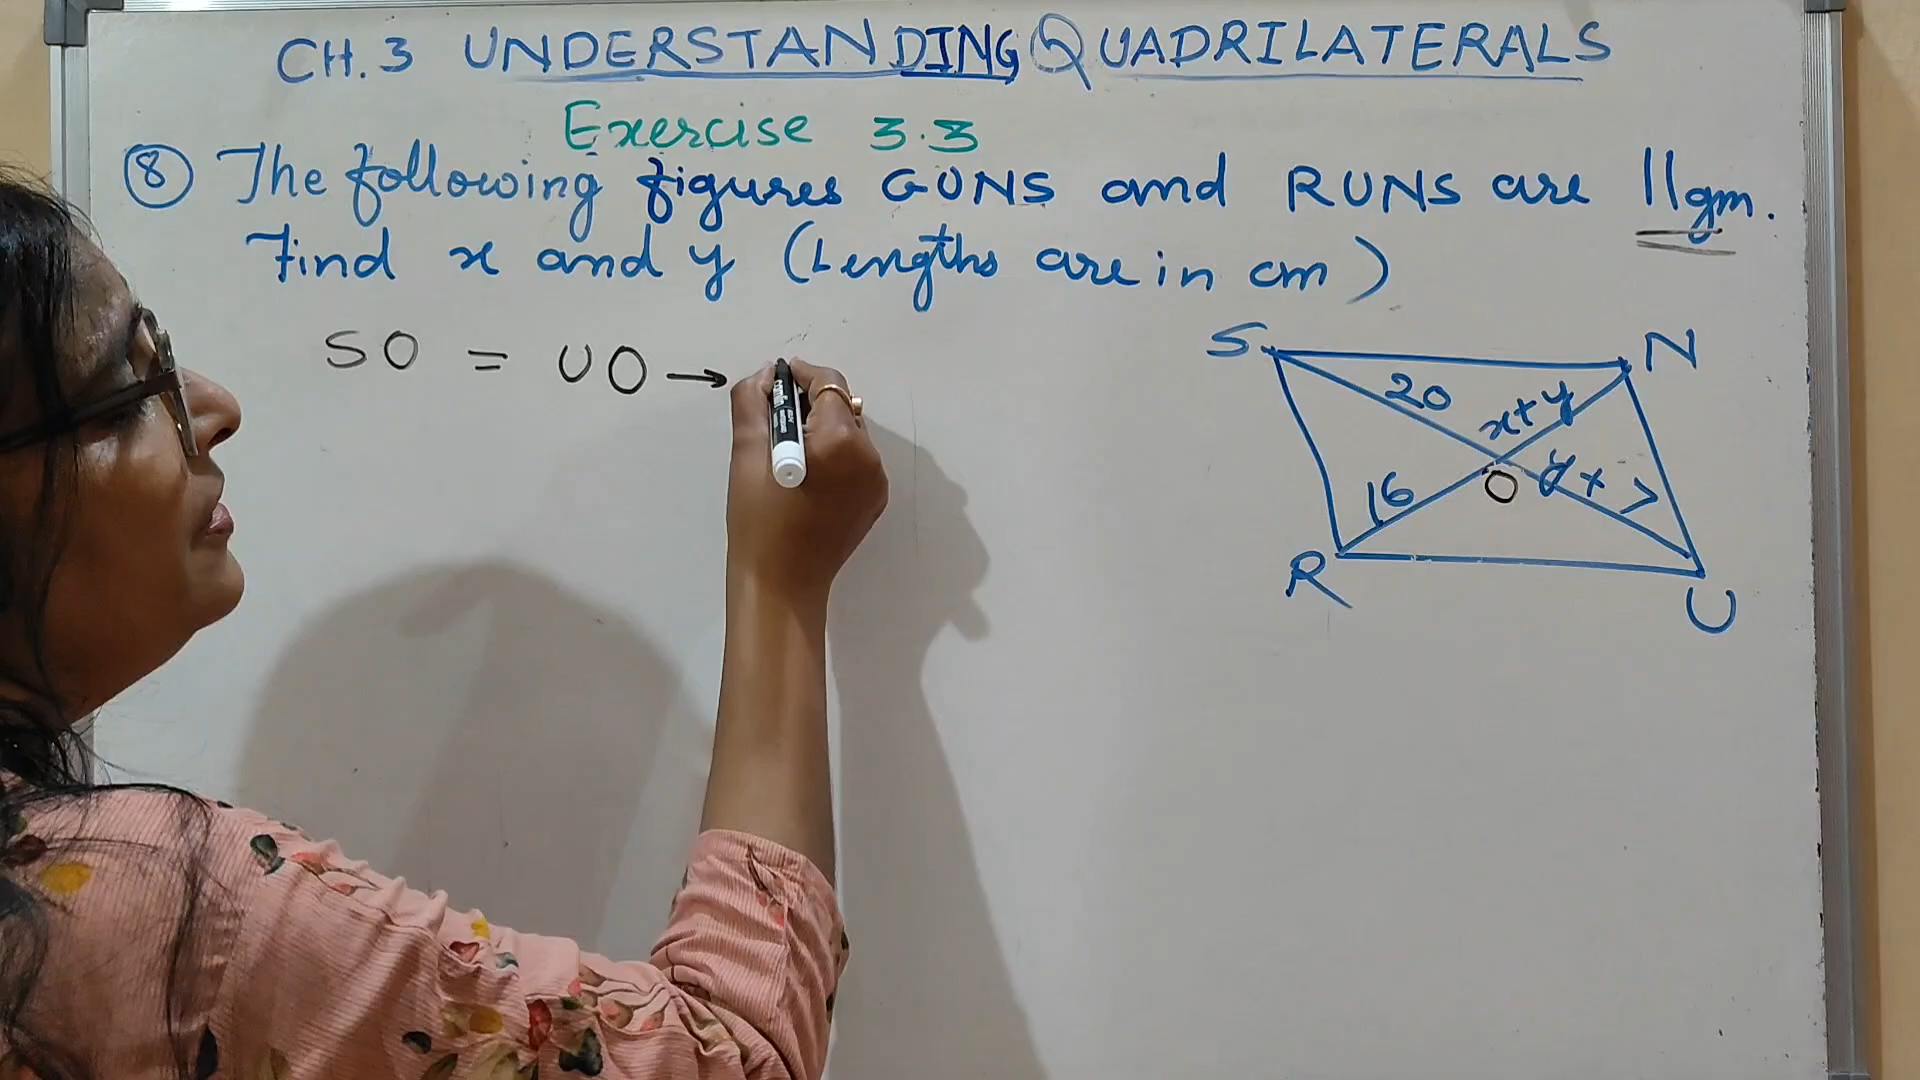 CH.3 UNDERSTANDING QUADRILATERALS
Exercise 3.3
⑧ The following figures GUNS and RUNS are ||gm.
Find x and y (Lengths are in cm)
SO = UO →
S
N
20
x+y
16
O
y+7
R
U